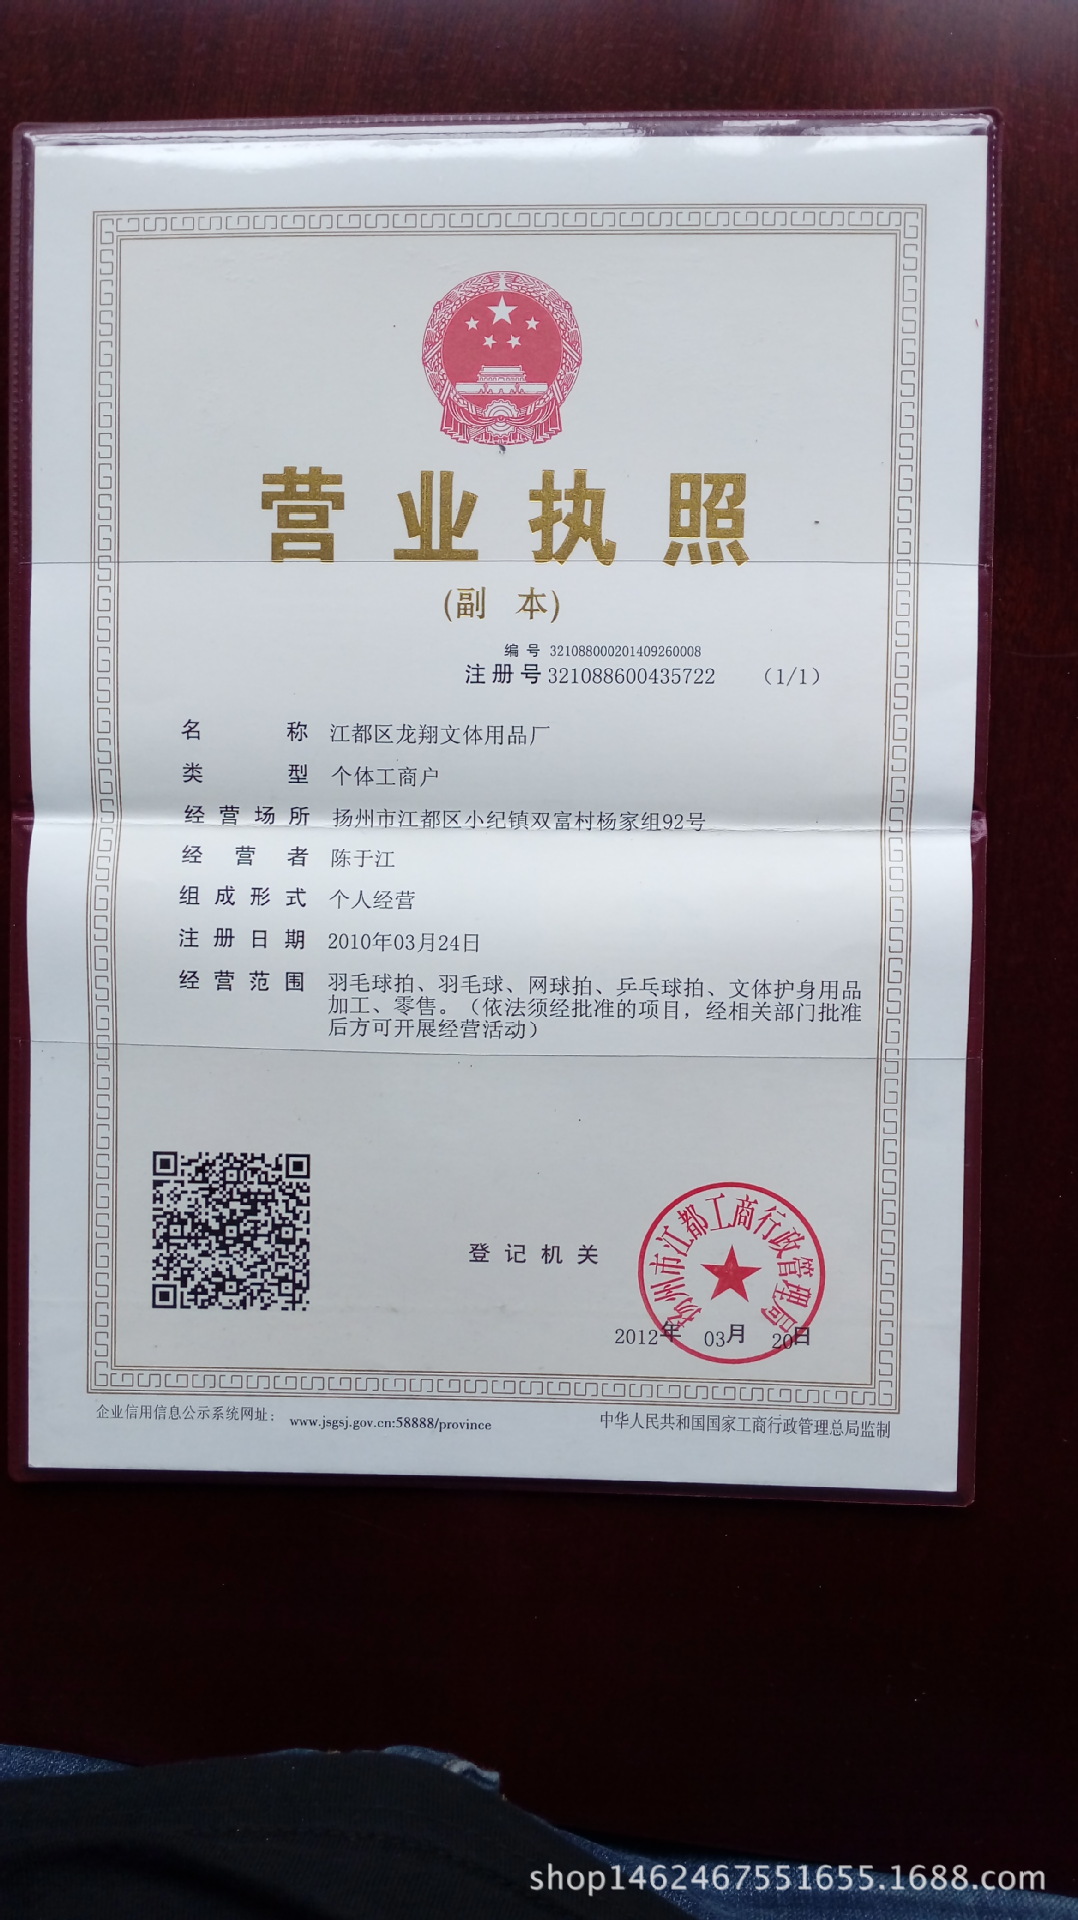 营业执照
(副 本)
编号 321088000201409260008
注册号 321088600435722 （1/1）
名称 江都区龙翔文体用品厂
类型 个体工商户
经营场所 扬州市江都区小纪镇双富村杨家组92号
经营者 陈于江
组成形式 个人经营
注册日期 2010年03月24日
经营范围 羽毛球拍、羽毛球、网球拍、乒乓球拍、文体护身用品
加工、零售。（依法须经批准的项目，经相关部门批准
后方可开展经营活动）
扬州市江都工商行政管理局
登记机关
2012年 03月 20日
企业信用信息公示系统网址： www.jsgsj.gov.cn:58888/province
中华人民共和国国家工商行政管理总局监制
shop1462467551655.1688.com